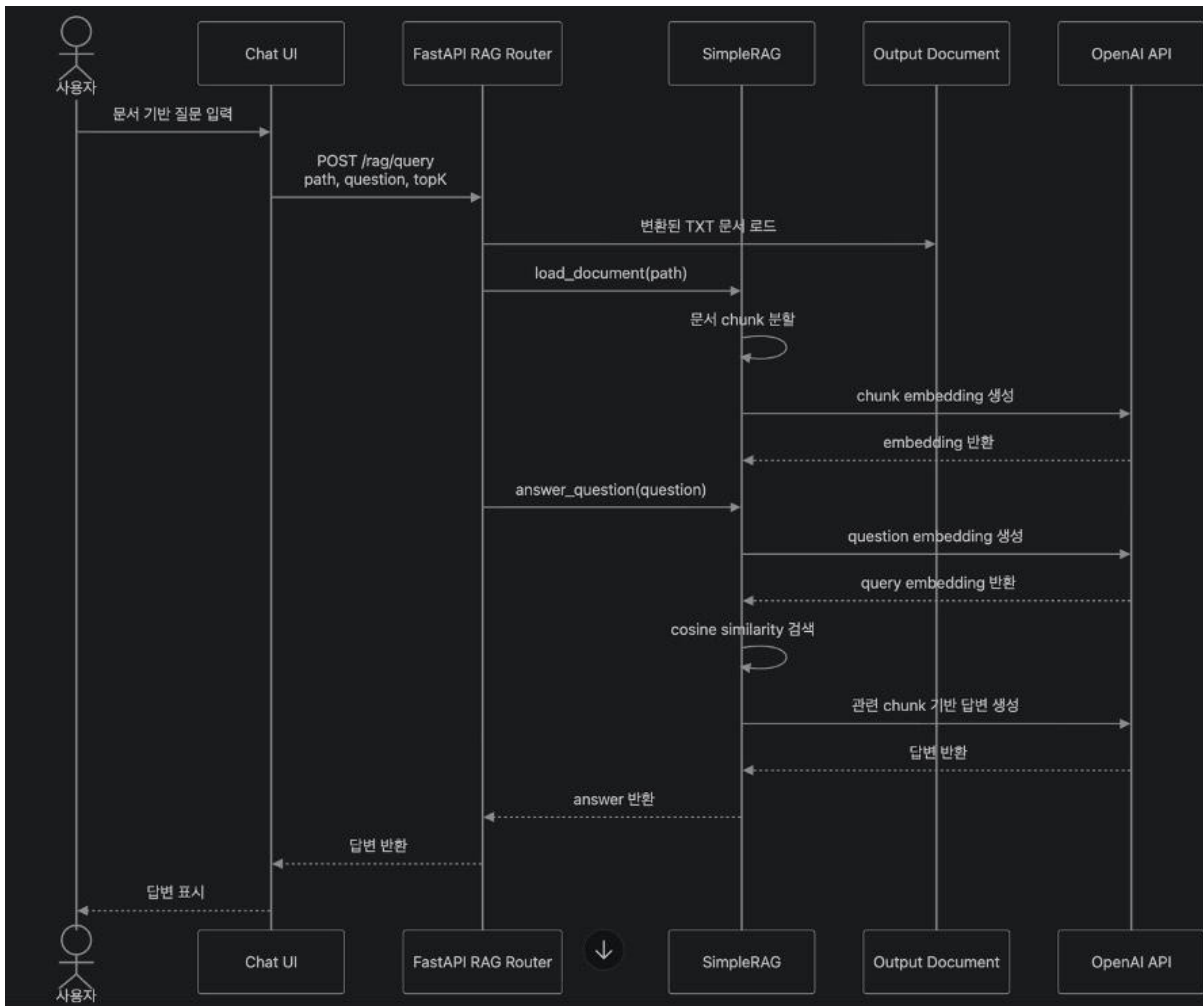 Chat UI
FastAPI RAG Router
SimpleRAG
Output Document
OpenAI API
사용자
문서 기반 질문 입력
POST /rag/query
path, question, topK
변환된 TXT 문서 로드
load_document(path)
문서 chunk 분할
chunk embedding 생성
embedding 반환
answer_question(question)
question embedding 생성
query embedding 반환
cosine similarity 검색
관련 chunk 기반 답변 생성
답변 반환
answer 반환
답변 반환
답변 표시
Chat UI
FastAPI RAG Router
SimpleRAG
Output Document
OpenAI API
사용자